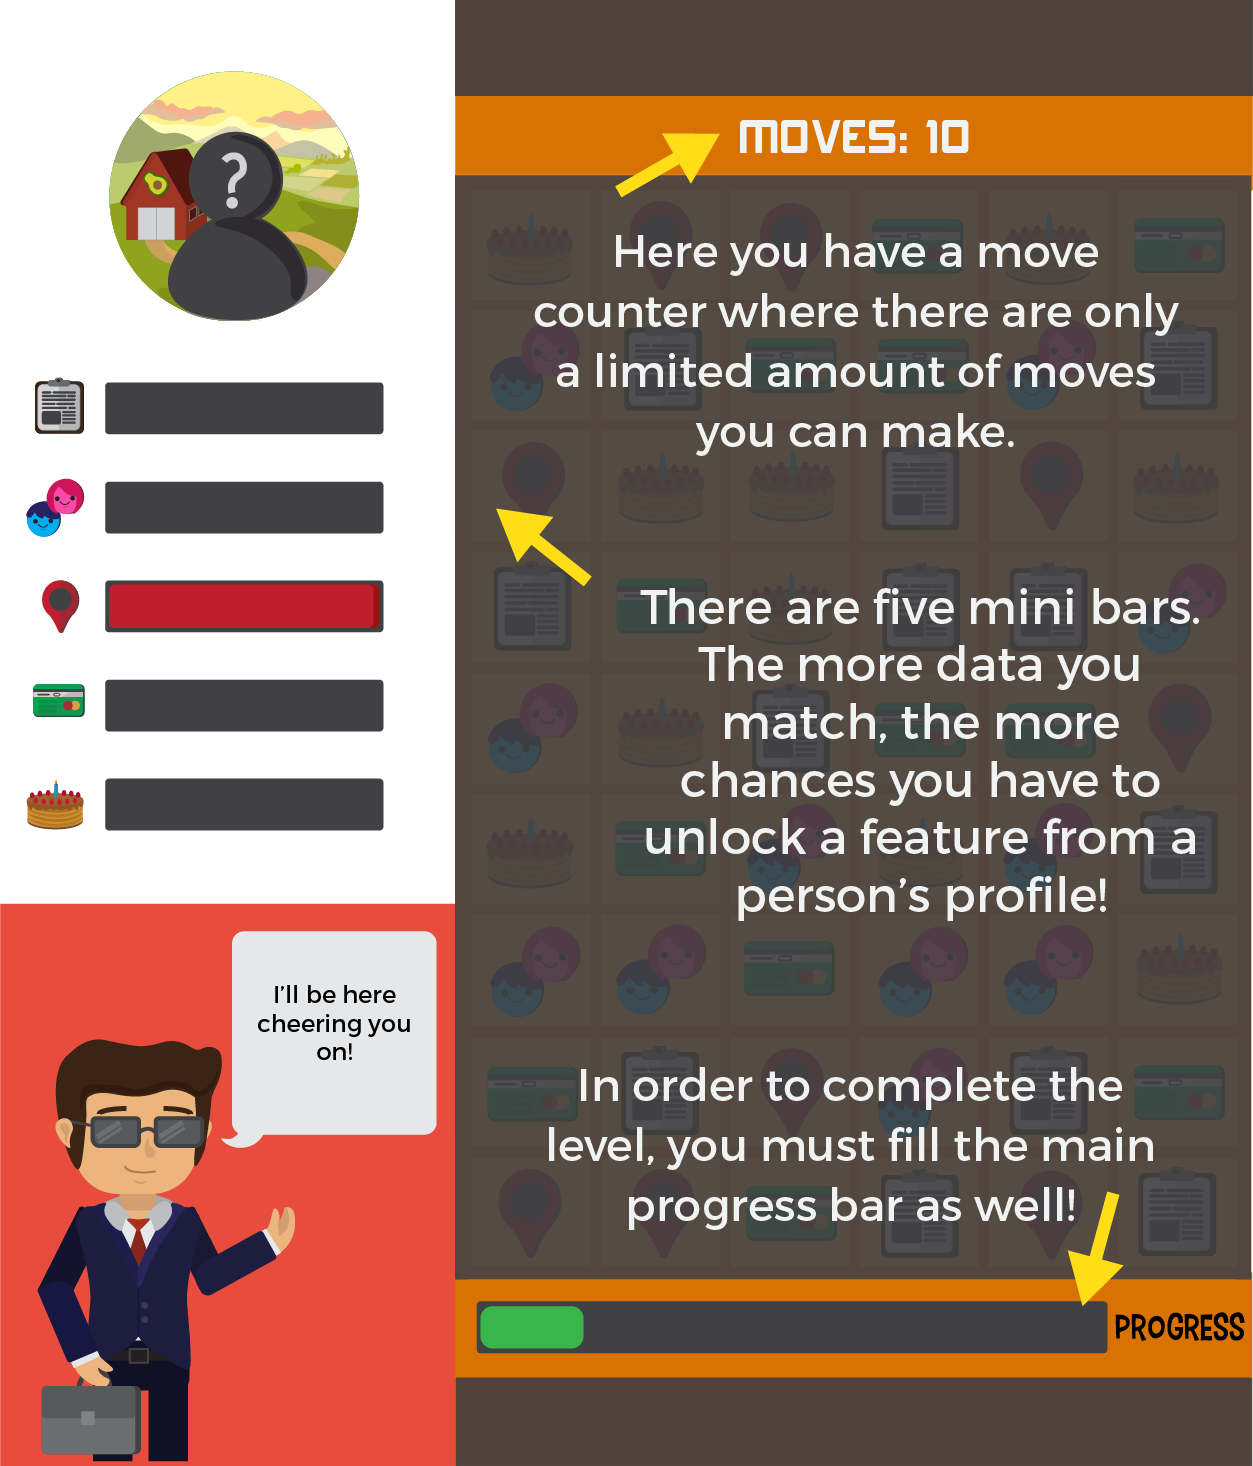 ?
MOVES: 10
Here you have a move
counter where there are only
a limited amount of moves
you can make.
There are five mini bars.
The more data you
match, the more
chances you have to
unlock a feature from a
person’s profile!
I’ll be here
cheering you
on!
In order to complete the
level, you must fill the main
progress bar as well!
PROGRESS